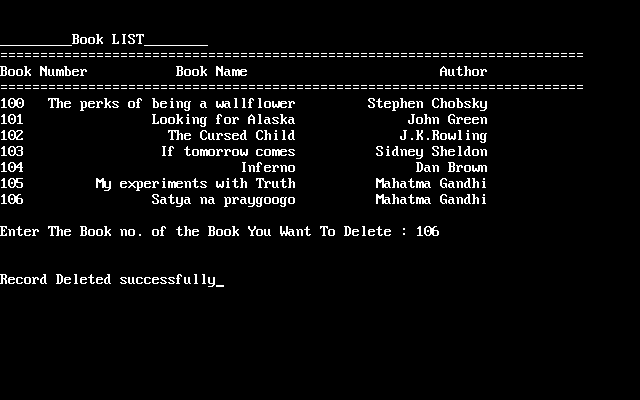 _________Book LIST________
=========================================================================
Book Number           Book Name                        Author
=========================================================================
100   The perks of being a wallflower         Stephen Chobsky
101                Looking for Alaska              John Green
102                  The Cursed Child             J.K.Rowling
103                 If tomorrow comes          Sidney Sheldon
104                           Inferno               Dan Brown
105         My experiments with Truth          Mahatma Gandhi
106                Satya na praygoogo          Mahatma Gandhi
Enter The Book no. of the Book You Want To Delete : 106
Record Deleted successfully_